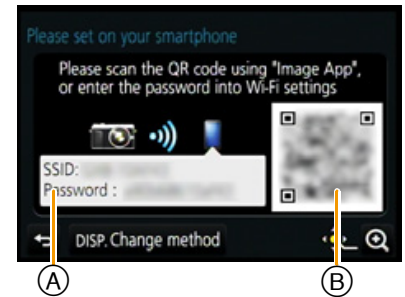 Please set on your smartphone
Please scan the QR code using "Image App",
or enter the password into Wi-Fi settings
SSID:
Password :
DISP. Change method
A
B